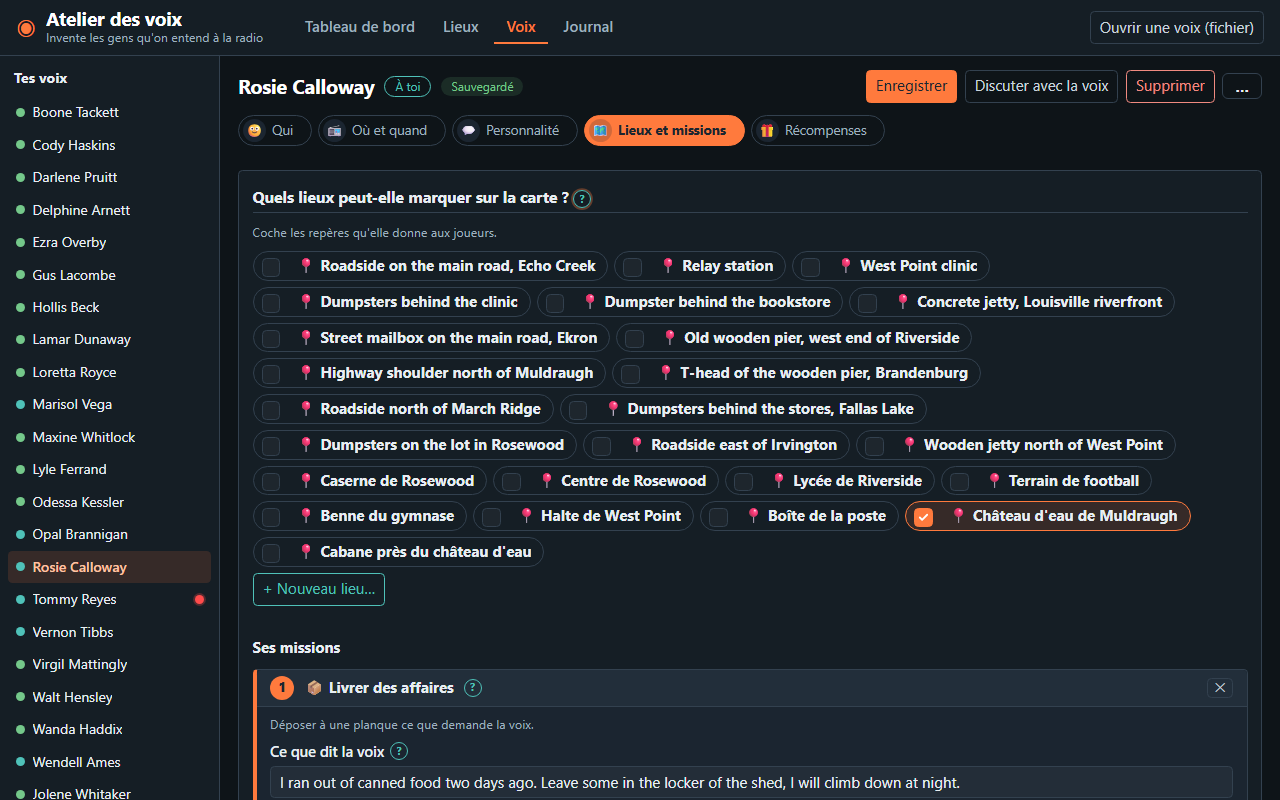 Atelier des voix
Invente les gens qu'on entend à la radio
Tableau de bord
Lieux
Voix
Journal
Ouvrir une voix (fichier)
Tes voix
Boone Tackett
Cody Haskins
Darlene Pruitt
Delphine Arnett
Ezra Overby
Gus Lacombe
Hollis Beck
Lamar Dunaway
Loretta Royce
Marisol Vega
Maxine Whitlock
Lyle Ferrand
Odessa Kessler
Opal Brannigan
Rosie Calloway
Tommy Reyes
Vernon Tibbs
Virgil Mattingly
Walt Hensley
Wanda Haddix
Wendell Ames
Jolene Whitaker
Rosie Calloway
À toi
Sauvegardé
Enregistrer
Discuter avec la voix
Supprimer
...
Qui
Où et quand
Personnalité
Lieux et missions
Récompenses
Quels lieux peut-elle marquer sur la carte ? ?
Coche les repères qu'elle donne aux joueurs.
Roadside on the main road, Echo Creek
Relay station
West Point clinic
Dumpsters behind the clinic
Dumpster behind the bookstore
Concrete jetty, Louisville riverfront
Street mailbox on the main road, Ekron
Old wooden pier, west end of Riverside
Highway shoulder north of Muldraugh
T-head of the wooden pier, Brandenburg
Roadside north of March Ridge
Dumpsters behind the stores, Fallas Lake
Dumpsters on the lot in Rosewood
Roadside east of Irvington
Wooden jetty north of West Point
Caserne de Rosewood
Centre de Rosewood
Lycée de Riverside
Terrain de football
Benne du gymnase
Halte de West Point
Boîte de la poste
Château d'eau de Muldraugh
Cabane près du château d'eau
+ Nouveau lieu...
Ses missions
1 Livrer des affaires ?
Déposer à une planque ce que demande la voix.
Ce que dit la voix ?
I ran out of canned food two days ago. Leave some in the locker of the shed, I will climb down at night.